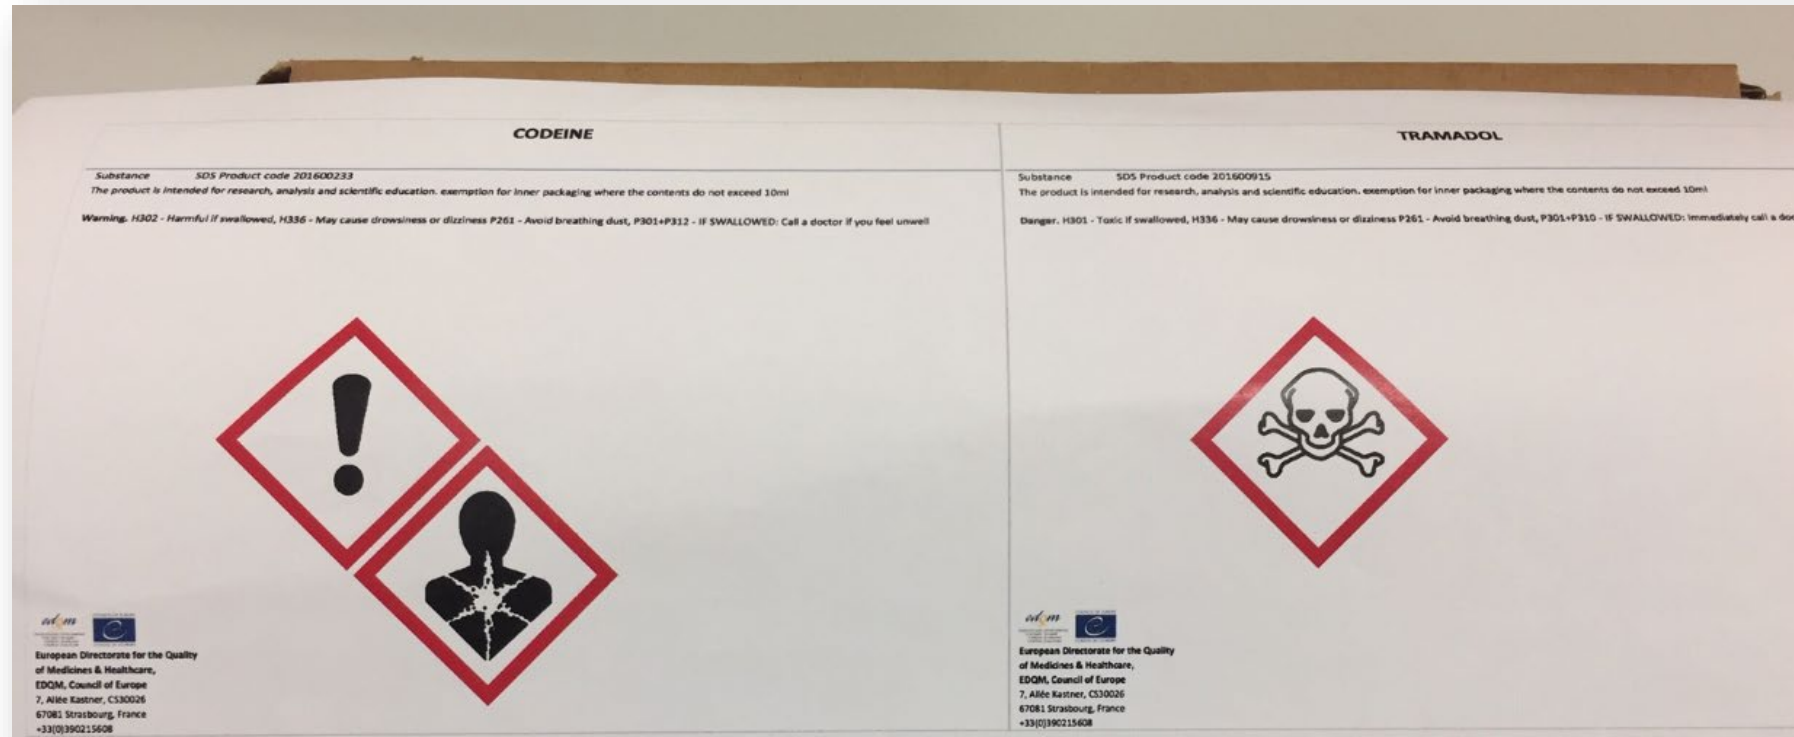 CODEINE
Substance SDS Product code 201600233
The product is intended for research, analysis and scientific education. exemption for inner packaging where the contents do not exceed 10ml
Warning. H302 - Harmful if swallowed, H336 - May cause drowsiness or dizziness P261 - Avoid breathing dust, P301+P312 - IF SWALLOWED: Call a doctor if you feel unwell
edqm
European Directorate for the Quality
of Medicines & Healthcare,
EDQM, Council of Europe
7, Allée Kastner, CS30026
67081 Strasbourg, France
+33(0)390215608
TRAMADOL
Substance SDS Product code 201600915
The product is intended for research, analysis and scientific education. exemption for inner packaging where the contents do not exceed 10ml
Danger. H301 - Toxic if swallowed, H336 - May cause drowsiness or dizziness P261 - Avoid breathing dust, P301+P310 - IF SWALLOWED: Immediately call a
edqm
European Directorate for the Quality
of Medicines & Healthcare,
EDQM, Council of Europe
7, Allée Kastner, CS30026
67081 Strasbourg, France
+33(0)390215608